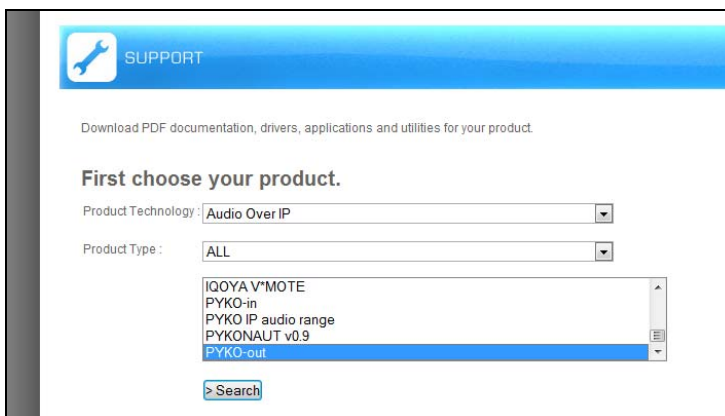 SUPPORT
Download PDF documentation, drivers, applications and utilities for your product.
First choose your product.
Product Technology : Audio Over IP
Product Type : ALL
IQOYA V*MOTE
PYKO-in
PYKO IP audio range
PYKONAUT v0.9
PYKO-out
> Search